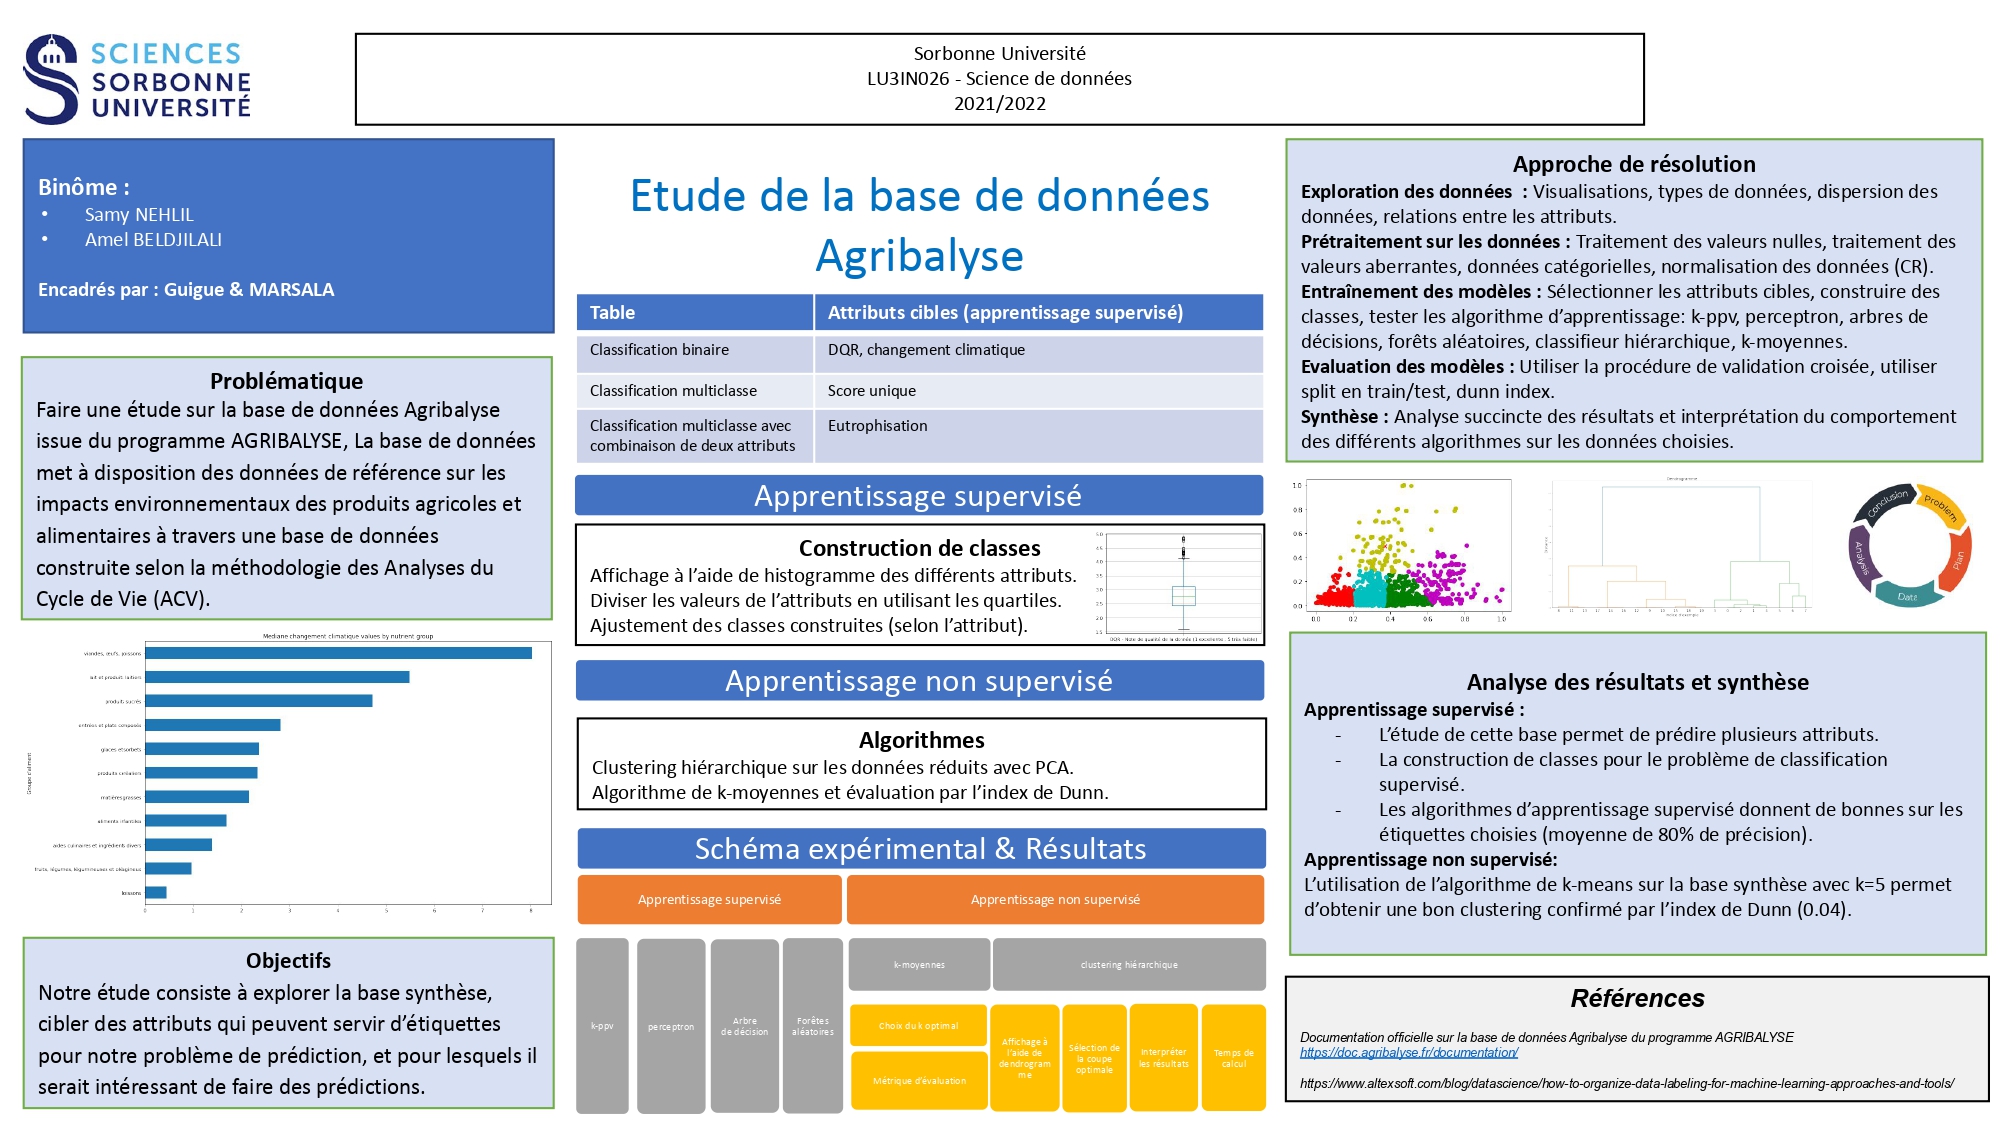 SCIENCES
SORBONNE
UNIVERSITÉ
Sorbonne Université
LU3IN026 - Science de données
2021/2022
Binôme :
• Samy NEHLIL
• Amel BELDJILALI
Encadrés par : Guigue & MARSALA
Problématique
Faire une étude sur la base de données Agribalyse
issue du programme AGRIBALYSE, La base de données
met à disposition des données de référence sur les
impacts environnementaux des produits agricoles et
alimentaires à travers une base de données
construite selon la méthodologie des Analyses du
Cycle de Vie (ACV).
Mediane changement climatique values by nutrient group
viandes, œufs, poissons
lait et produit laitiers
produits sucrés
entrées et plats composés
glaces et sorbets
produits céréaliers
matières grasses
aliments infantiles
aides culinaires et ingrédients divers
fruits, légumes, légumineuses et oléagineux
boissons
Groupe d'aliment
0 1 2 3 4 5 6 7 8
Objectifs
Notre étude consiste à explorer la base synthèse,
cibler des attributs qui peuvent servir d’étiquettes
pour notre problème de prédiction, et pour lesquels il
serait intéressant de faire des prédictions.
Etude de la base de données
Agribalyse
Table Attributs cibles (apprentissage supervisé)
Classification binaire DQR, changement climatique
Classification multiclasse Score unique
Classification multiclasse avec
combinaison de deux attributs Eutrophisation
Apprentissage supervisé
Construction de classes
Affichage à l’aide de histogramme des différents attributs.
Diviser les valeurs de l’attributs en utilisant les quartiles.
Ajustement des classes construites (selon l’attribut).
5.0
4.5
4.0
3.5
3.0
2.5
2.0
1.5
DQR - Note de qualité de la donnée (1 excellente ; 5 très faible)
Apprentissage non supervisé
Algorithmes
Clustering hiérarchique sur les données réduits avec PCA.
Algorithme de k-moyennes et évaluation par l’index de Dunn.
Schéma expérimental & Résultats
Apprentissage supervisé
Apprentissage non supervisé
k-ppv
perceptron
Arbre
de décision
Forêtes
aléatoires
k-moyennes
clustering hiérarchique
Choix du k optimal
Métrique d’évaluation
Affichage à
l’aide de
dendrogram
me
Sélection de
la coupe
optimale
Interpréter
les résultats
Temps de
calcul
Approche de résolution
Exploration des données : Visualisations, types de données, dispersion des
données, relations entre les attributs.
Prétraitement sur les données : Traitement des valeurs nulles, traitement des
valeurs aberrantes, données catégorielles, normalisation des données (CR).
Entraînement des modèles : Sélectionner les attributs cibles, construire des
classes, tester les algorithme d’apprentissage: k-ppv, perceptron, arbres de
décisions, forêts aléatoires, classifieur hiérarchique, k-moyennes.
Evaluation des modèles : Utiliser la procédure de validation croisée, utiliser
split en train/test, dunn index.
Synthèse : Analyse succincte des résultats et interprétation du comportement
des différents algorithmes sur les données choisies.
1.0
0.8
0.6
0.4
0.2
0.0
0.0 0.2 0.4 0.6 0.8 1.0
Dendrogramme
Conclusion
Problem
Plan
Data
Analysis
Analyse des résultats et synthèse
Apprentissage supervisé :
- L’étude de cette base permet de prédire plusieurs attributs.
- La construction de classes pour le problème de classification
supervisé.
- Les algorithmes d’apprentissage supervisé donnent de bonnes sur les
étiquettes choisies (moyenne de 80% de précision).
Apprentissage non supervisé:
L’utilisation de l’algorithme de k-means sur la base synthèse avec k=5 permet
d’obtenir une bon clustering confirmé par l’index de Dunn (0.04).
Références
Documentation officielle sur la base de données Agribalyse du programme AGRIBALYSE
https://doc.agribalyse.fr/documentation/
https://www.altexsoft.com/blog/datascience/how-to-organize-data-labeling-for-machine-learning-approaches-and-tools/